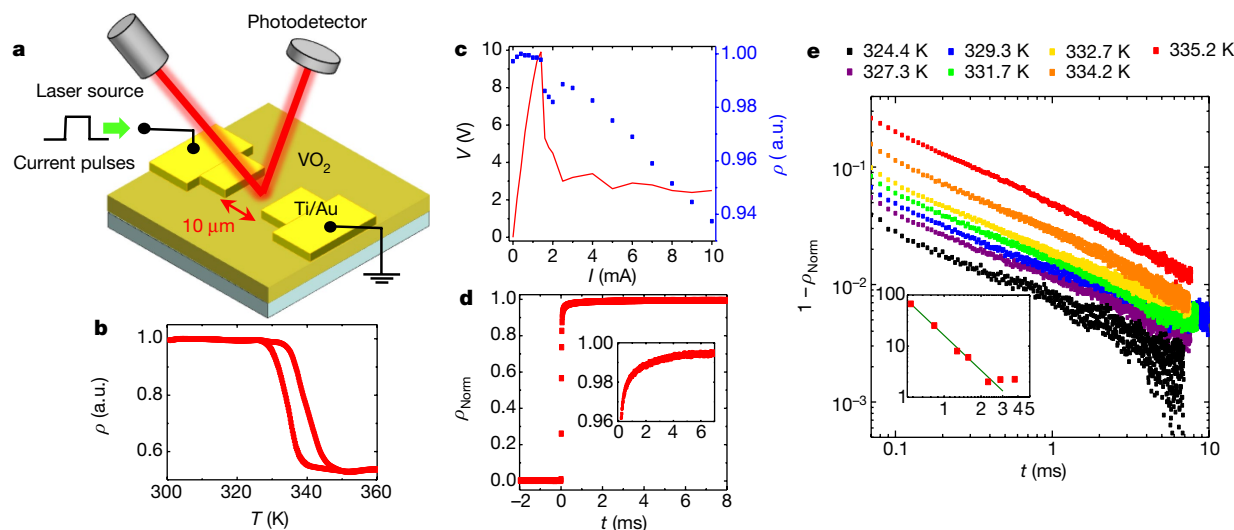 a
Photodetector
Laser source
Current pulses
VO2
Ti/Au
10 μm
b
ρ (a.u.)
1.0
0.8
0.6
300
320
340
360
T (K)
c
V (V)
10
8
6
4
2
0
0 2 4 6 8 10
I (mA)
1.00
0.98
0.96
0.95
0.94
ρ (a.u.)
d
ρNorm
1.0
0.8
0.6
0.4
0.2
0.0
−2 0 2 4 6 8
t (ms)
1.00
0.98
0.96
0 2 4 6
e
324.4 K 329.3 K 332.7 K 335.2 K
327.3 K 331.7 K 334.2 K
1 − ρNorm
10−1
10−2
10−3
0.1 1 10
t (ms)
100
10
1
1 2 3 45